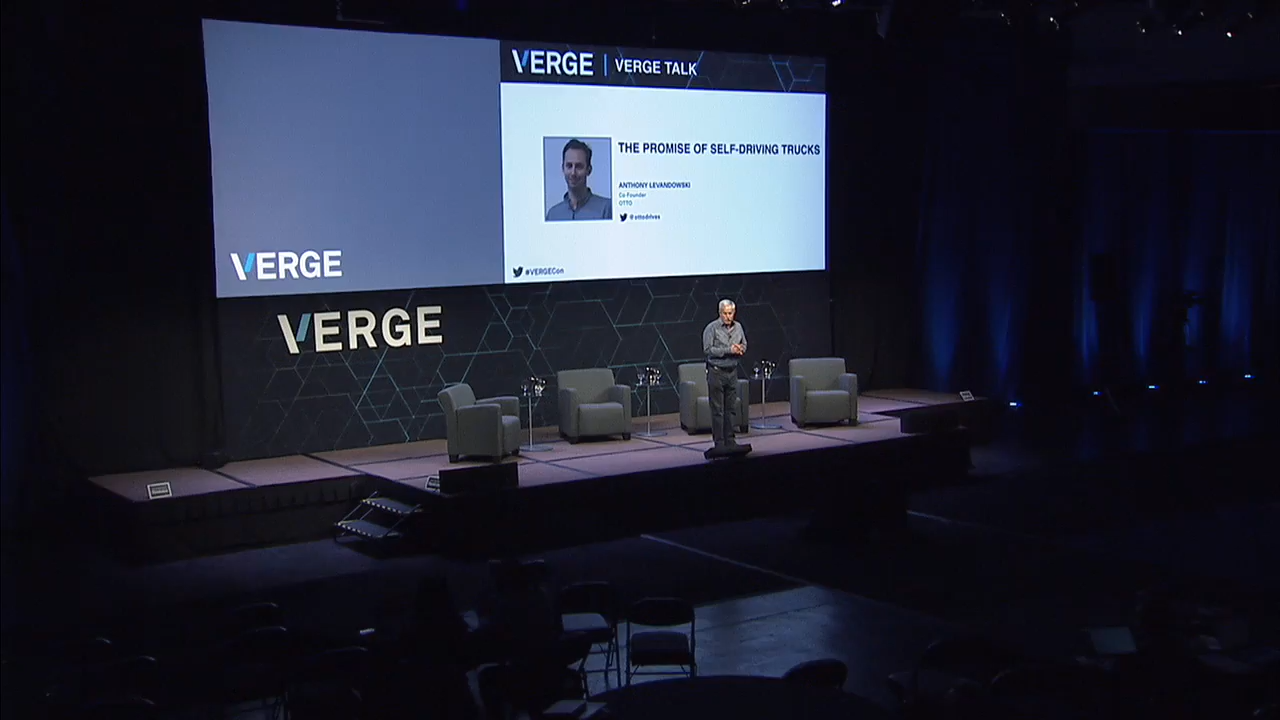 VERGE | VERGE TALK
THE PROMISE OF SELF-DRIVING TRUCKS
ANTHONY LEVANDOWSKI
Co-Founder
OTTO
@ottodrives
#VERGECon
VERGE
VERGE